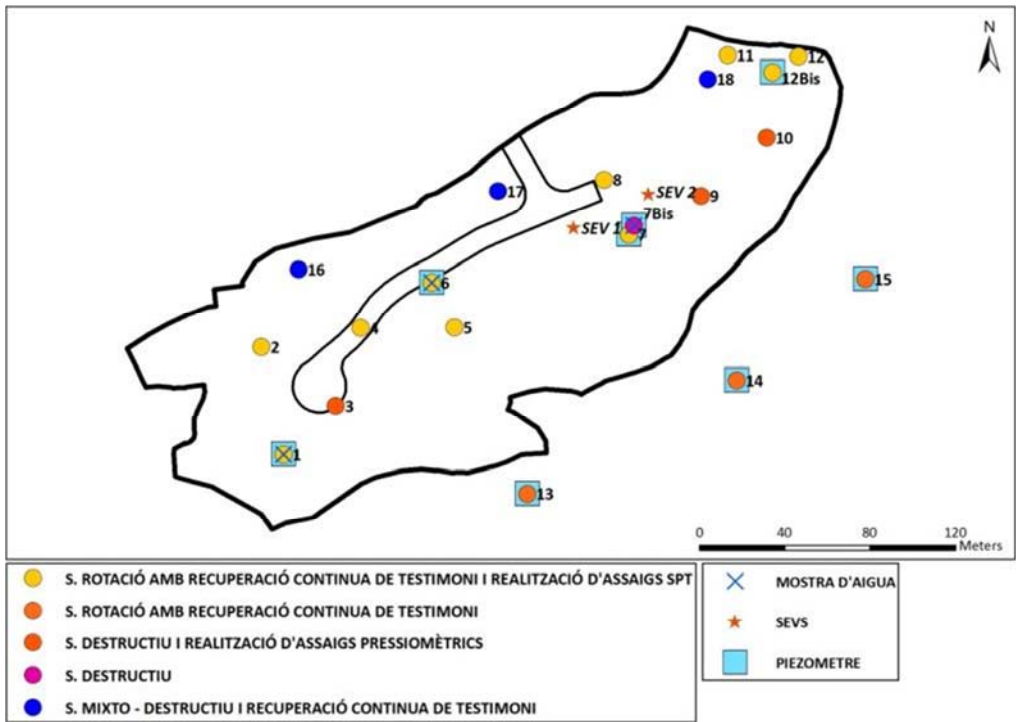 N
11
12
12Bis
18
10
8
17
SEV 2
9
7Bis
SEV 1
7
16
6
15
4
5
2
14
3
1
13
0 40 80 120
Meters
S. ROTACIÓ AMB RECUPERACIÓ CONTINUA DE TESTIMONI I REALITZACIÓ D'ASSAIGS SPT
S. ROTACIÓ AMB RECUPERACIÓ CONTINUA DE TESTIMONI
S. DESTRUCTIU I REALITZACIÓ D'ASSAIGS PRESSIOMÈTRICS
S. DESTRUCTIU
S. MIXTO - DESTRUCTIU I RECUPERACIÓ CONTINUA DE TESTIMONI
MOSTRA D'AIGUA
SEVS
PIEZOMETRE